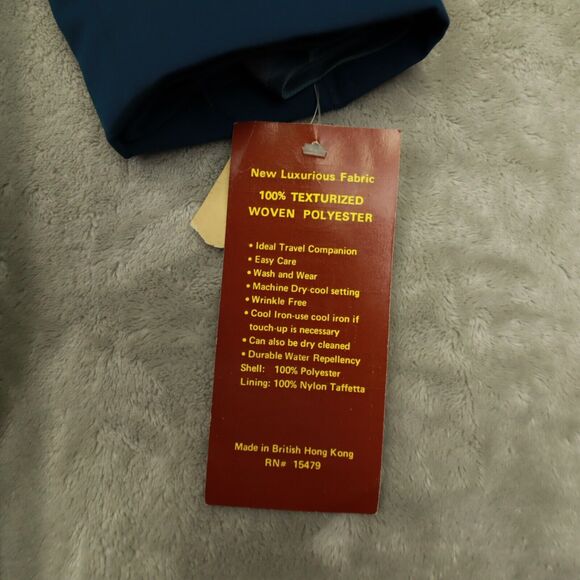 New Luxurious Fabric
100% TEXTURIZED
WOVEN POLYESTER
• Ideal Travel Companion
• Easy Care
• Wash and Wear
• Machine Dry-cool setting
• Wrinkle Free
• Cool Iron-use cool iron if
touch-up is necessary
• Can also be dry cleaned
• Durable Water Repellency
Shell: 100% Polyester
Lining: 100% Nylon Taffetta
Made in British Hong Kong
RN# 15479